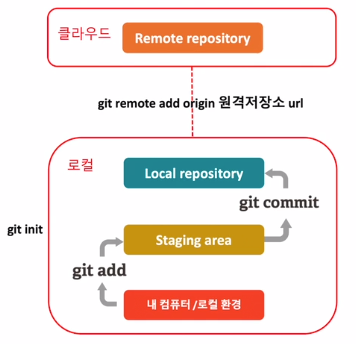 클라우드
Remote repository
git remote add origin 원격저장소 url
로컬
Local repository
git commit
git init
Staging area
git add
내 컴퓨터 /로컬 환경